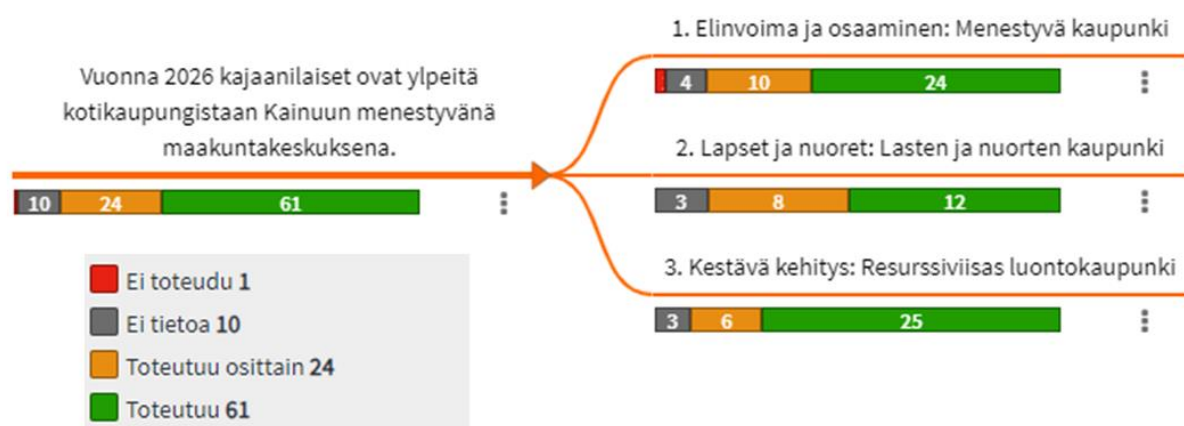 Vuonna 2026 kajaanilaiset ovat ylpeitä
kotikaupungistaan Kainuun menestyvänä
maakuntakeskuksena.
10 24 61
Ei toteudu 1
Ei tietoa 10
Toteutuu osittain 24
Toteutuu 61
1. Elinvoima ja osaaminen: Menestyvä kaupunki
4 10 24
2. Lapset ja nuoret: Lasten ja nuorten kaupunki
3 8 12
3. Kestävä kehitys: Resurssiviisas luontokaupunki
3 6 25